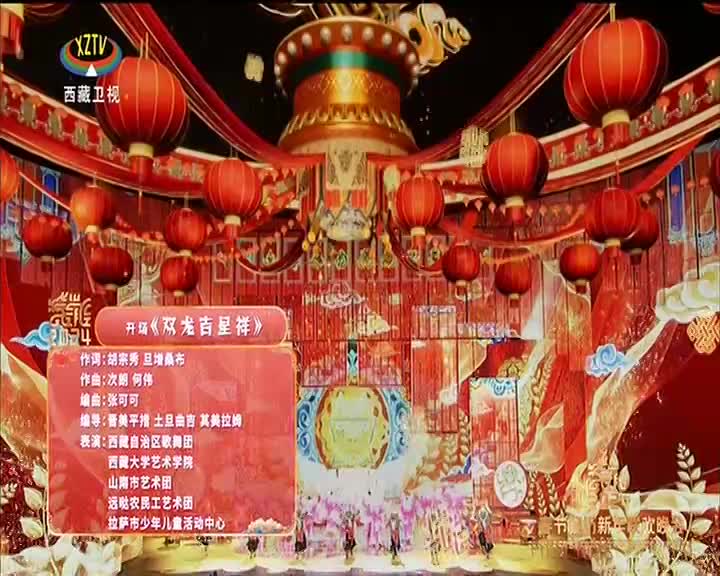 XZTV
西藏卫视
开场《双龙吉呈祥》
作词：胡宗秀 旦增桑布
作曲：次朗 何伟
编曲：张可可
编导：晋美平措 土旦曲吉 其美拉姆
表演：西藏自治区歌舞团
西藏大学艺术学院
山南市艺术团
远哒农民工艺术团
拉萨市少年儿童活动中心
2024